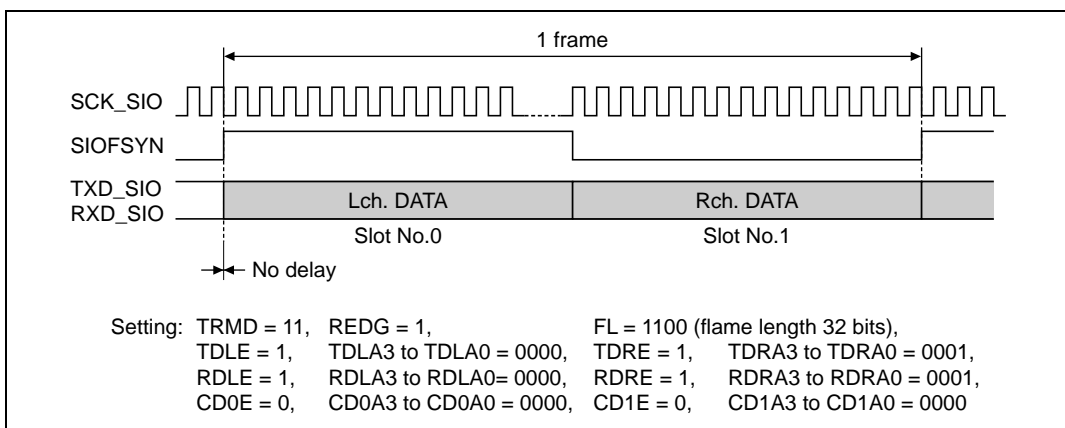 1 frame
SCK_SIO
SIOFSYN
TXD_SIO
RXD_SIO
Lch. DATA Rch. DATA
Slot No.0 Slot No.1
No delay
Setting: TRMD = 11, REDG = 1, FL = 1100 (flame length 32 bits),
TDLE = 1, TDLA3 to TDLA0 = 0000, TDRE = 1, TDRA3 to TDRA0 = 0001,
RDLE = 1, RDLA3 to RDLA0= 0000, RDRE = 1, RDRA3 to RDRA0 = 0001,
CD0E = 0, CD0A3 to CD0A0 = 0000, CD1E = 0, CD1A3 to CD1A0 = 0000